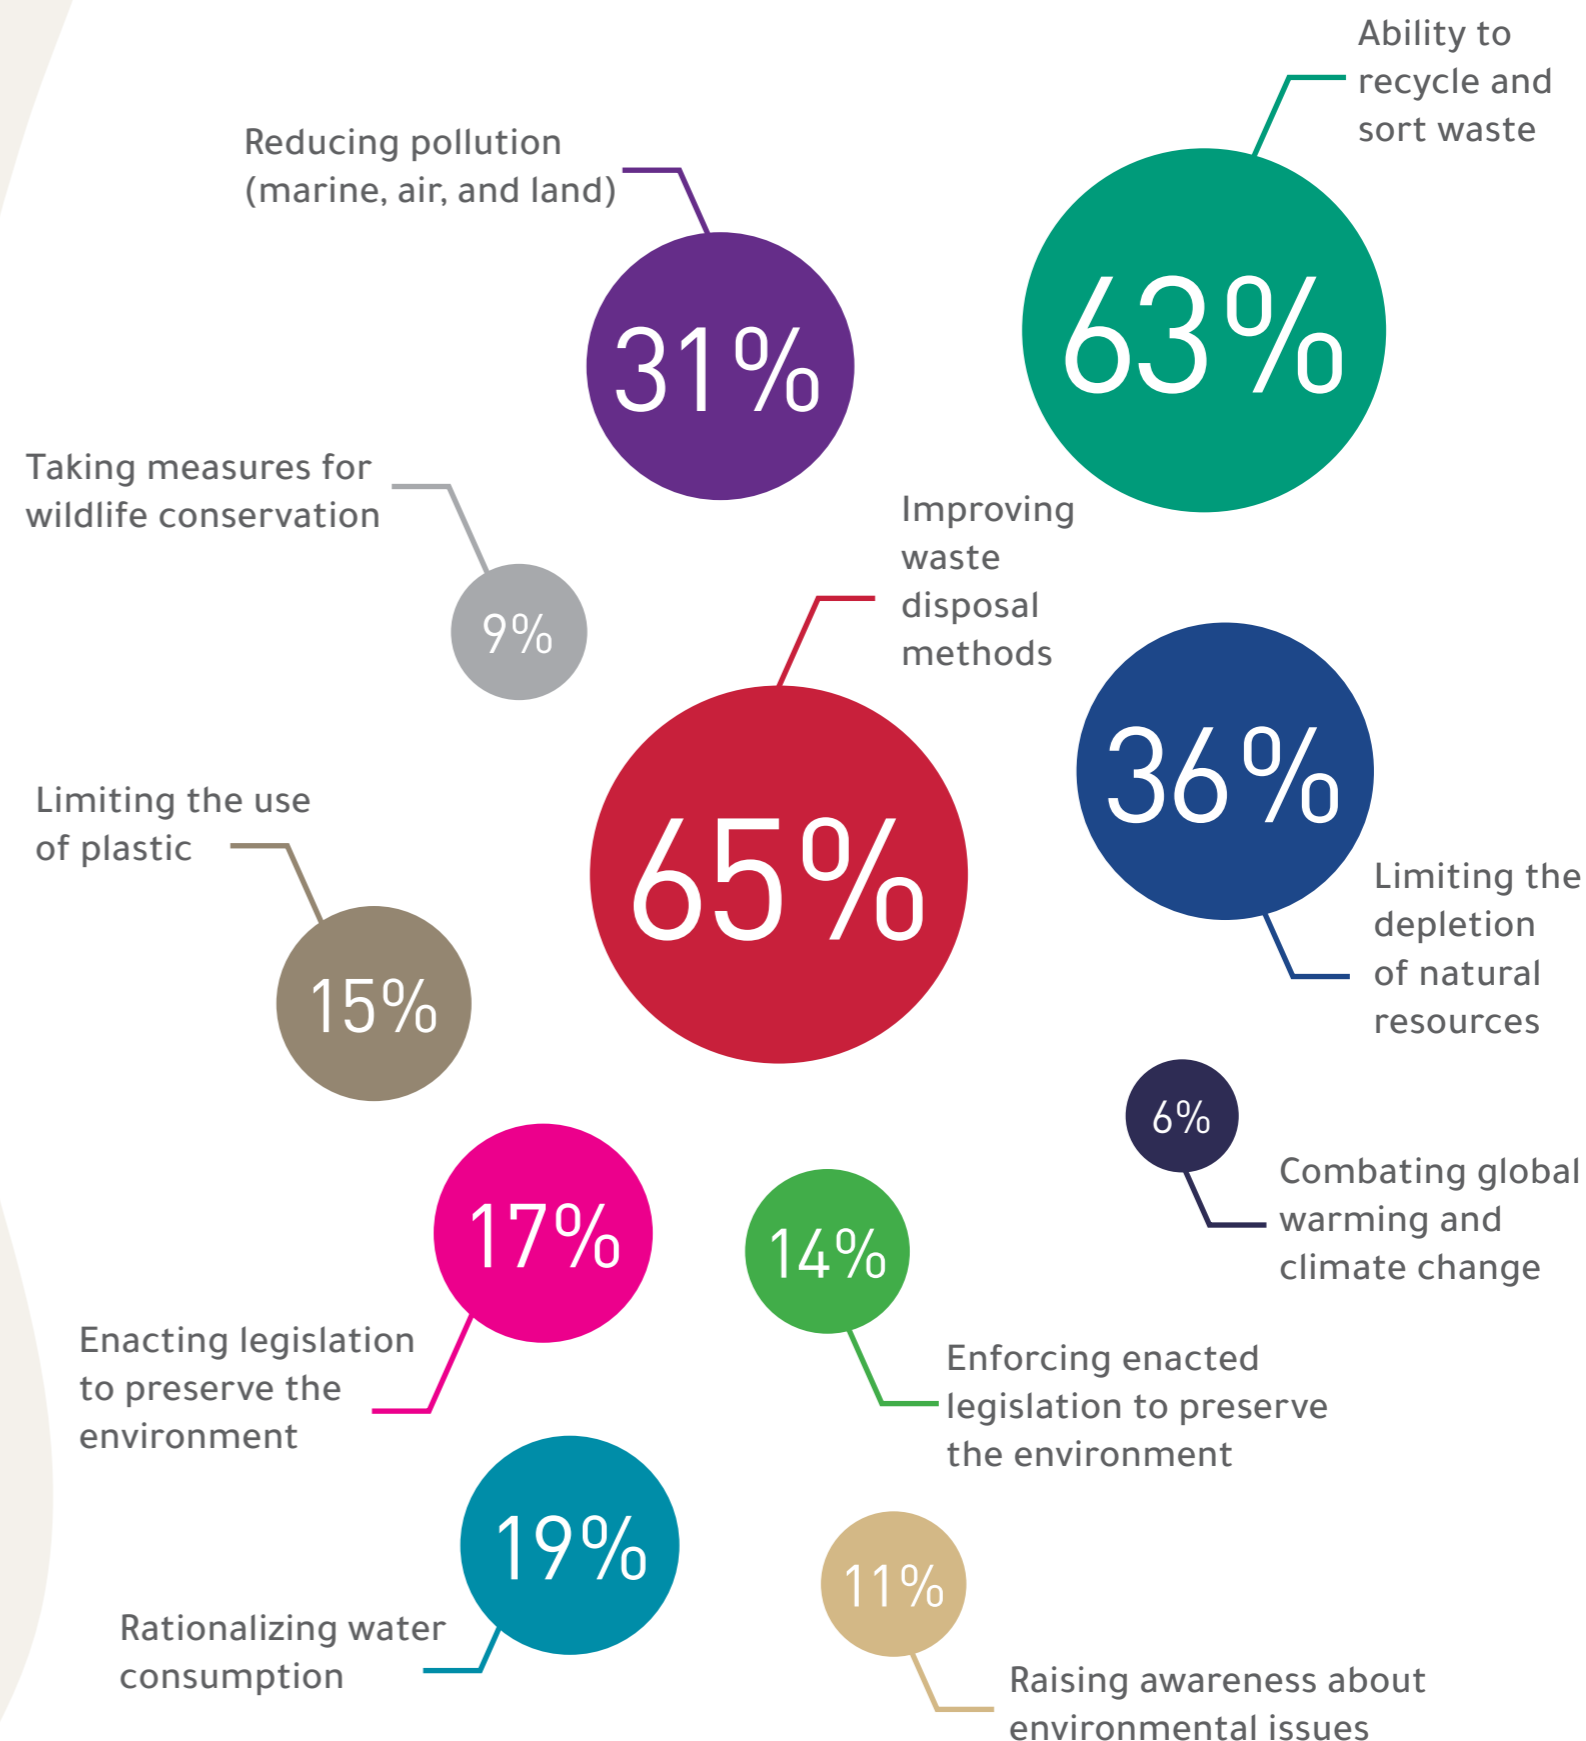 Ability to
recycle and
sort waste
63%
Reducing pollution
(marine, air, and land)
31%
Taking measures for
wildlife conservation
9%
Improving
waste
disposal
methods
65%
36%
Limiting the
depletion
of natural
resources
Limiting the use
of plastic
15%
6%
Combating global
warming and
climate change
17%
Enacting legislation
to preserve the
environment
14%
Enforcing enacted
legislation to preserve
the environment
19%
Rationalizing water
consumption
11%
Raising awareness about
environmental issues